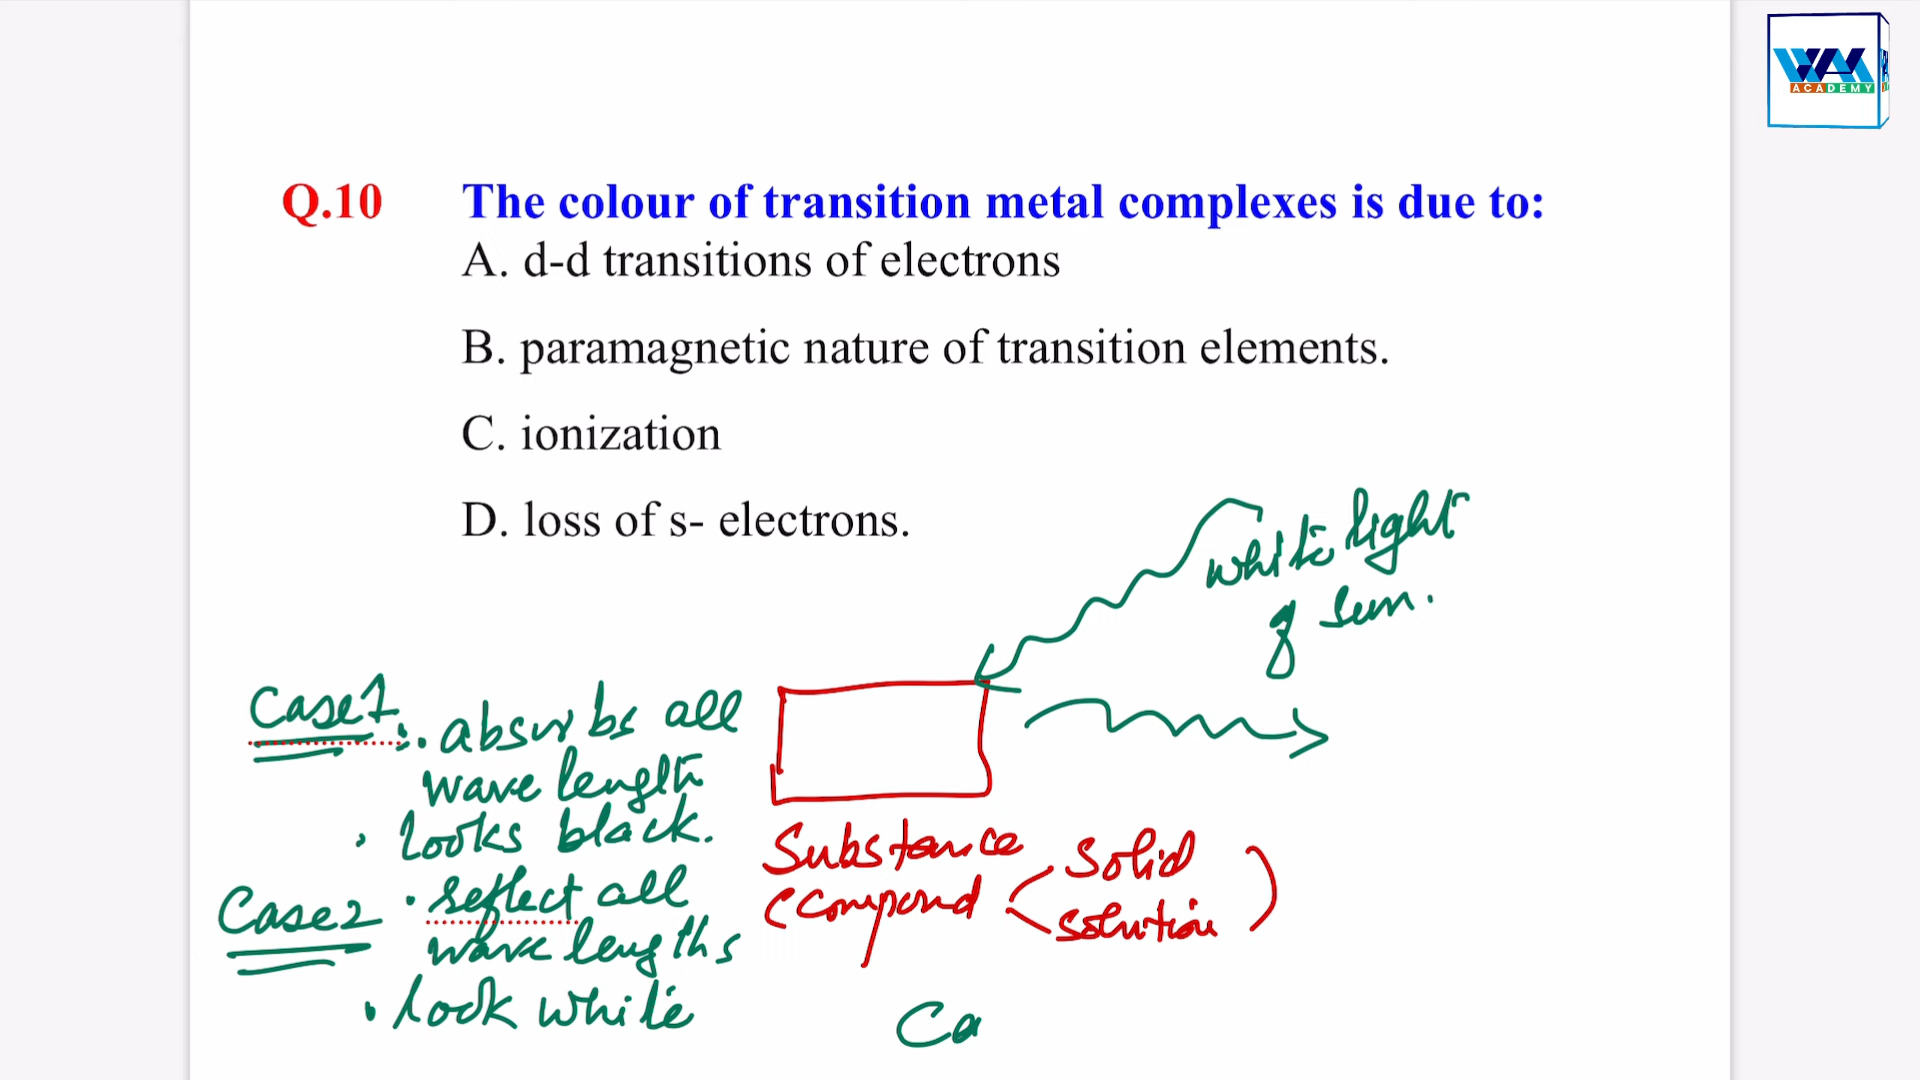 WAK
ACADEMY
Q.10 The colour of transition metal complexes is due to:
A. d-d transitions of electrons
B. paramagnetic nature of transition elements.
C. ionization
D. loss of s- electrons.
white light
of sun.
Case1 :. absorbs all
wave length
• looks black.
Case2 • reflect all
wave lengths
• look white
Substance
(Compound < Solid
solution )
Ca